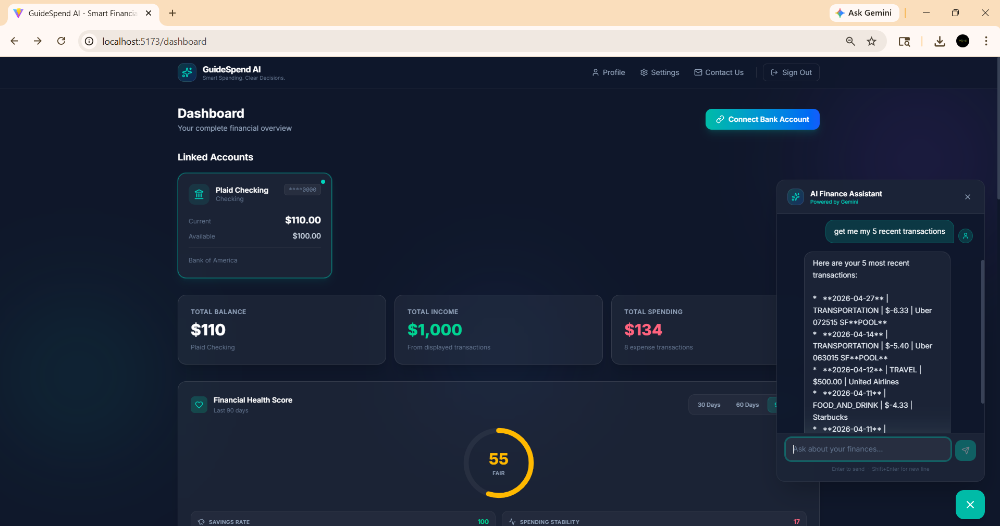 GuideSpend AI - Smart Financia
Ask Gemini
localhost:5173/dashboard
GuideSpend AI
Smart Spending. Clear Decisions.
Profile
Settings
Contact Us
Sign Out
Dashboard
Your complete financial overview
Connect Bank Account
Linked Accounts
Plaid Checking
Checking
****0000
Current
$110.00
Available
$100.00
Bank of America
TOTAL BALANCE
$110
Plaid Checking
TOTAL INCOME
$1,000
From displayed transactions
TOTAL SPENDING
$134
8 expense transactions
Financial Health Score
Last 90 days
30 Days
60 Days
55
FAIR
SAVINGS RATE
100
SPENDING STABILITY
17
AI Finance Assistant
Powered by Gemini
get me my 5 recent transactions
Here are your 5 most recent
transactions:
* **2026-04-27** |
TRANSPORTATION | $-6.33 | Uber
072515 SF**POOL**
* **2026-04-14** |
TRANSPORTATION | $-5.40 | Uber
063015 SF**POOL**
* **2026-04-12** | TRAVEL |
$500.00 | United Airlines
* **2026-04-11** |
FOOD_AND_DRINK | $-4.33 |
Starbucks
* **2026-04-11** |
Ask about your finances...
Enter to send · Shift+Enter for new line